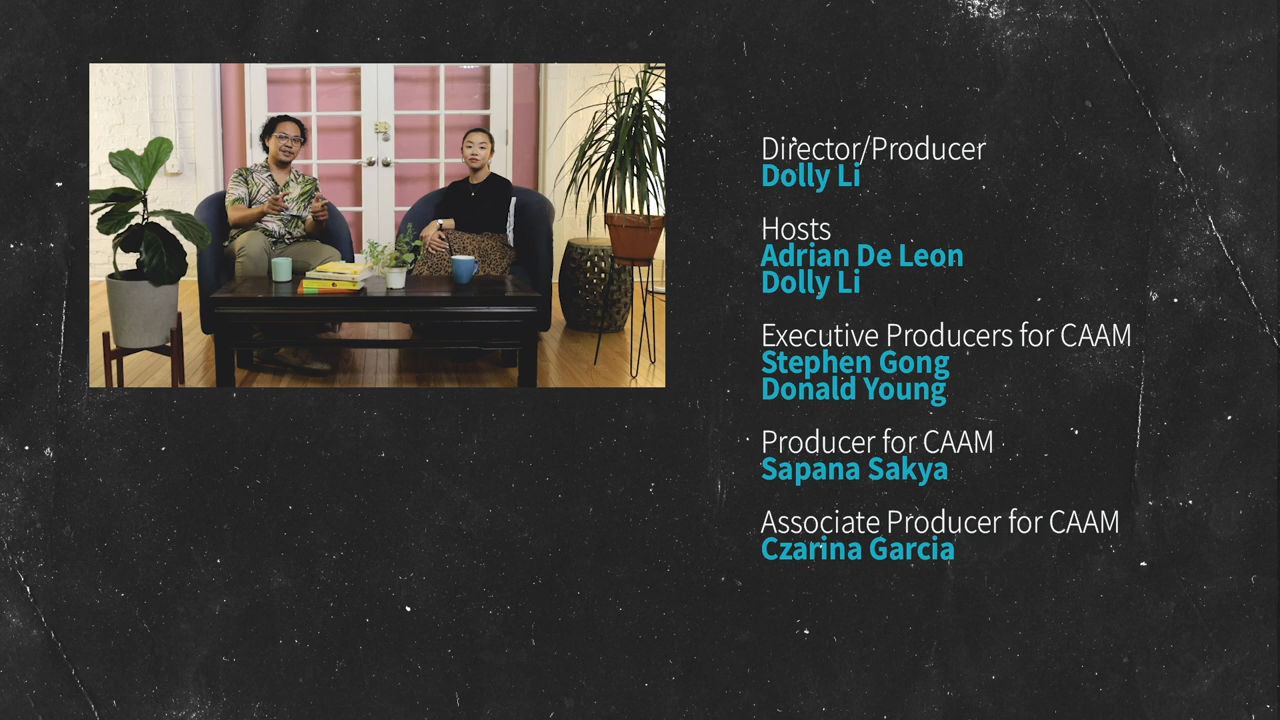 Director/Producer
Dolly Li
Hosts
Adrian De Leon
Dolly Li
Executive Producers for CAAM
Stephen Gong
Donald Young
Producer for CAAM
Sapana Sakya
Associate Producer for CAAM
Czarina Garcia